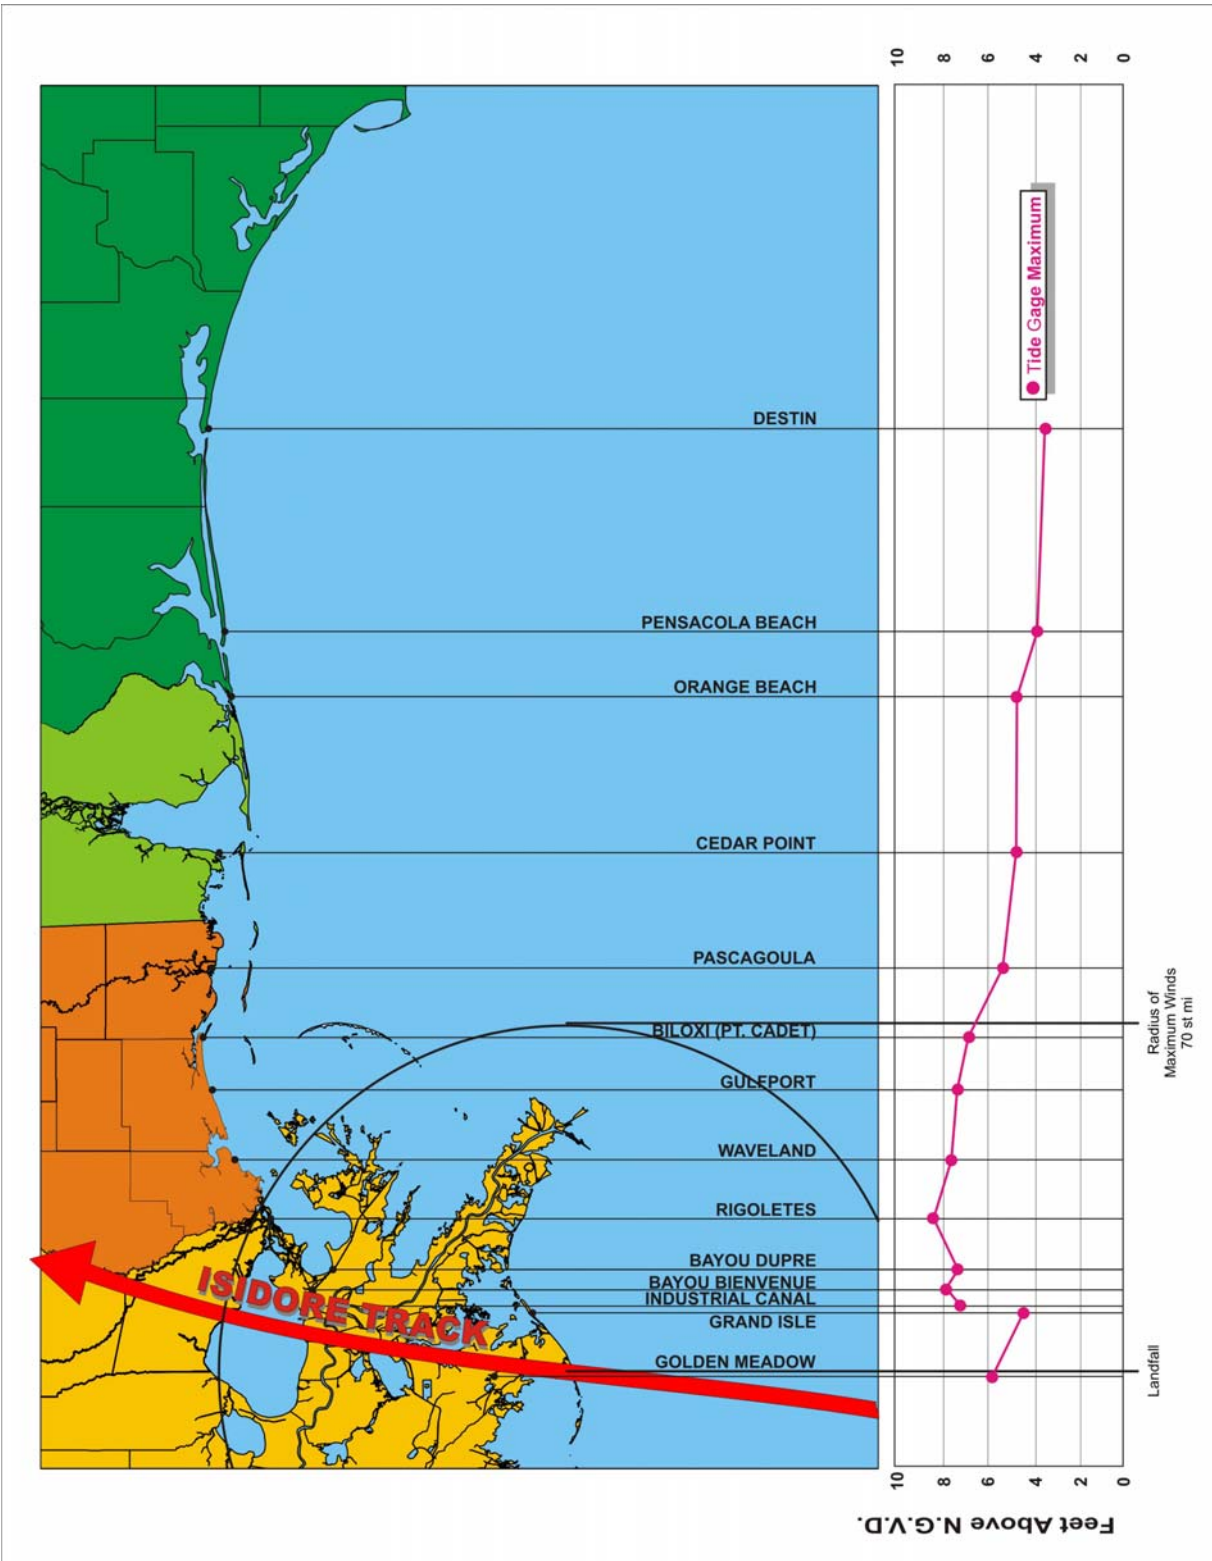 DESTIN
PENSACOLA BEACH
ORANGE BEACH
CEDAR POINT
PASCAGOULA
BILOXI (PT. CADET)
GULFPORT
WAVELAND
RIGOLETES
BAYOU DUPRE
BAYOU BIENVENUE
INDUSTRIAL CANAL
GRAND ISLE
GOLDEN MEADOW
ISIDORE TRACK
10
8
6
4
2
0
Tide Gage Maximum
Radius of
Maximum Winds
70 st mi
Landfall
10
8
6
4
2
0
Feet Above N.G.V.D.